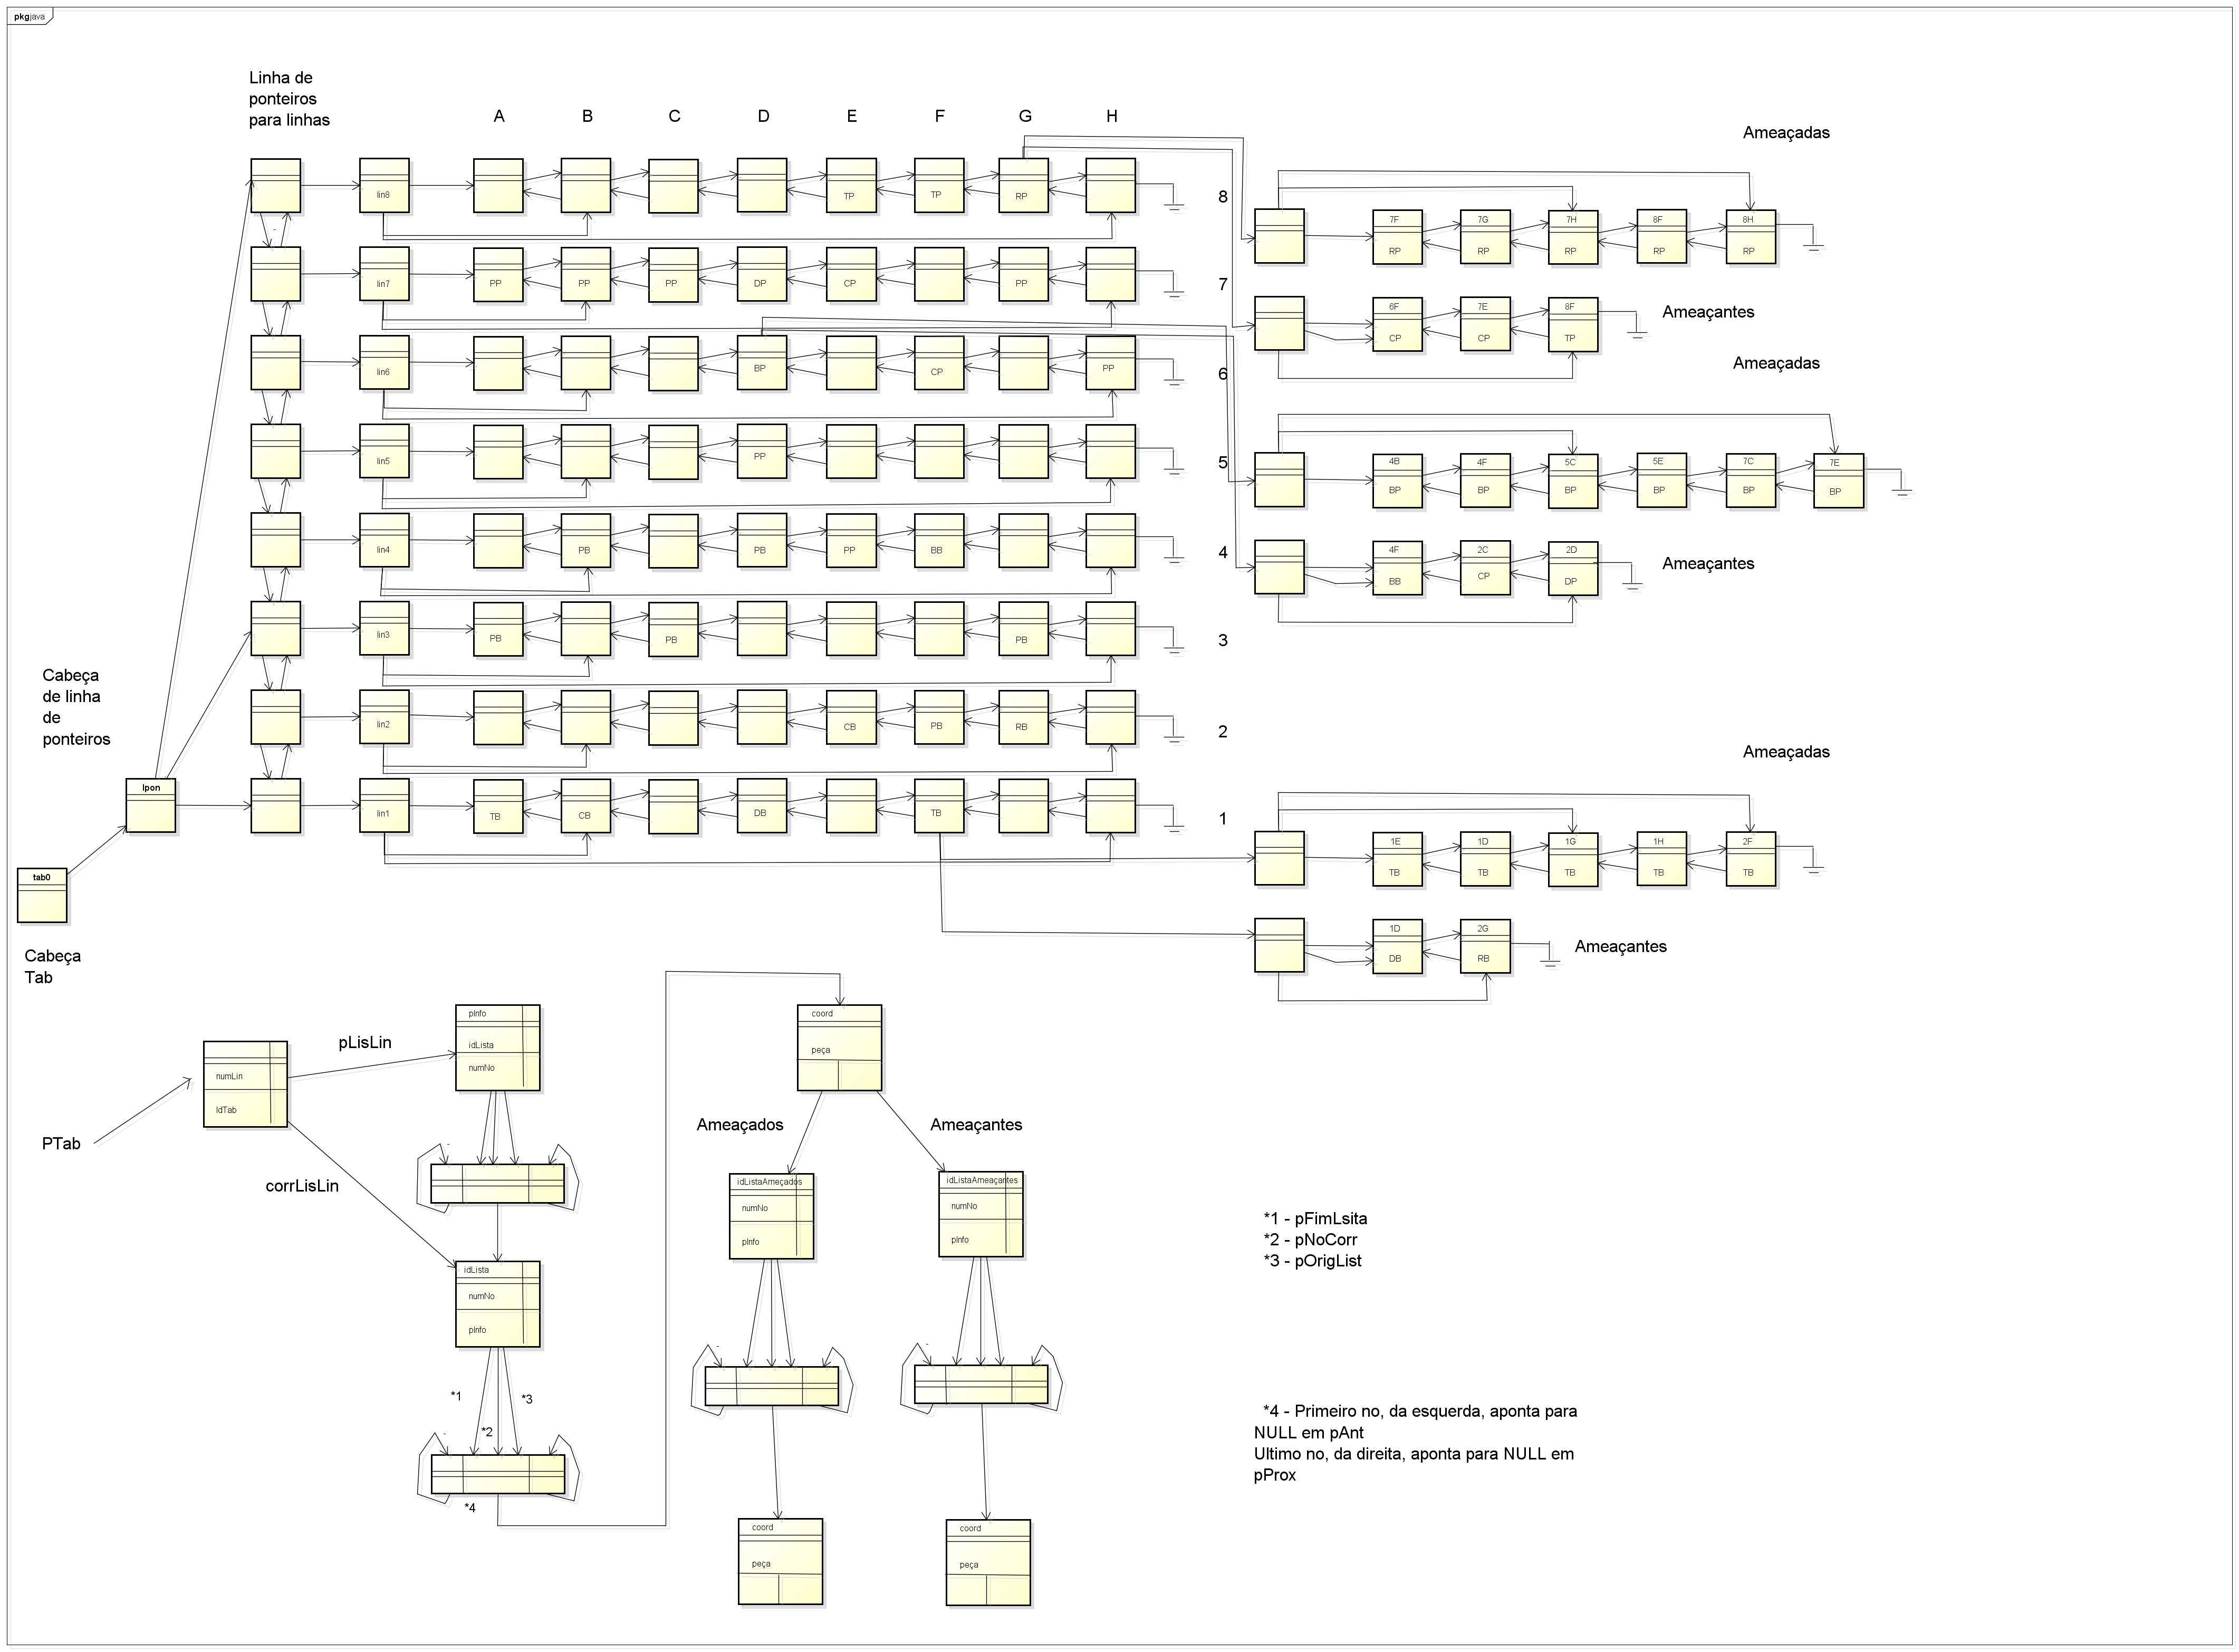 pkg java
Linha de
ponteiros
para linhas
A B C D E F G H
lin8 TP TP RP
8
lin7 PP PP PP DP CP PP
7
lin6 BP CP PP
6
lin5 PP
5
lin4 PB PB PP BB
4
lin3 PB PB PB
3
lin2 CB PB RB
2
lin1 TB CB DB TB
1
Ameaçadas
7F 7G 7H 8F 8H
RP RP RP RP RP
6F 7E 8F
CP CP TP
Ameaçantes
Ameaçadas
4B 4F 5C 5E 7C 7E
BP BP BP BP BP BP
4F 2C 2D
BB CP DP
Ameaçantes
Ameaçadas
1E 1D 1G 1H 2F
TB TB TB TB TB
1D 2G
DB RB
Ameaçantes
Cabeça
de linha
de
ponteiros
lpon
tab0
Cabeça
Tab
PTab
numLin
IdTab
pLisLin
corrLisLin
pInfo
idLista
numNo
idLista
numNo
pInfo
*1
*2
*3
*4
coord
peça
Ameaçados
Ameaçantes
idListaAmeçados
numNo
pInfo
idListaAmeaçantes
numNo
pInfo
coord
peça
coord
peça
*1 - pFimLsita
*2 - pNoCorr
*3 - pOrigList
*4 - Primeiro no, da esquerda, aponta para
NULL em pAnt
Ultimo no, da direita, aponta para NULL em
pProx